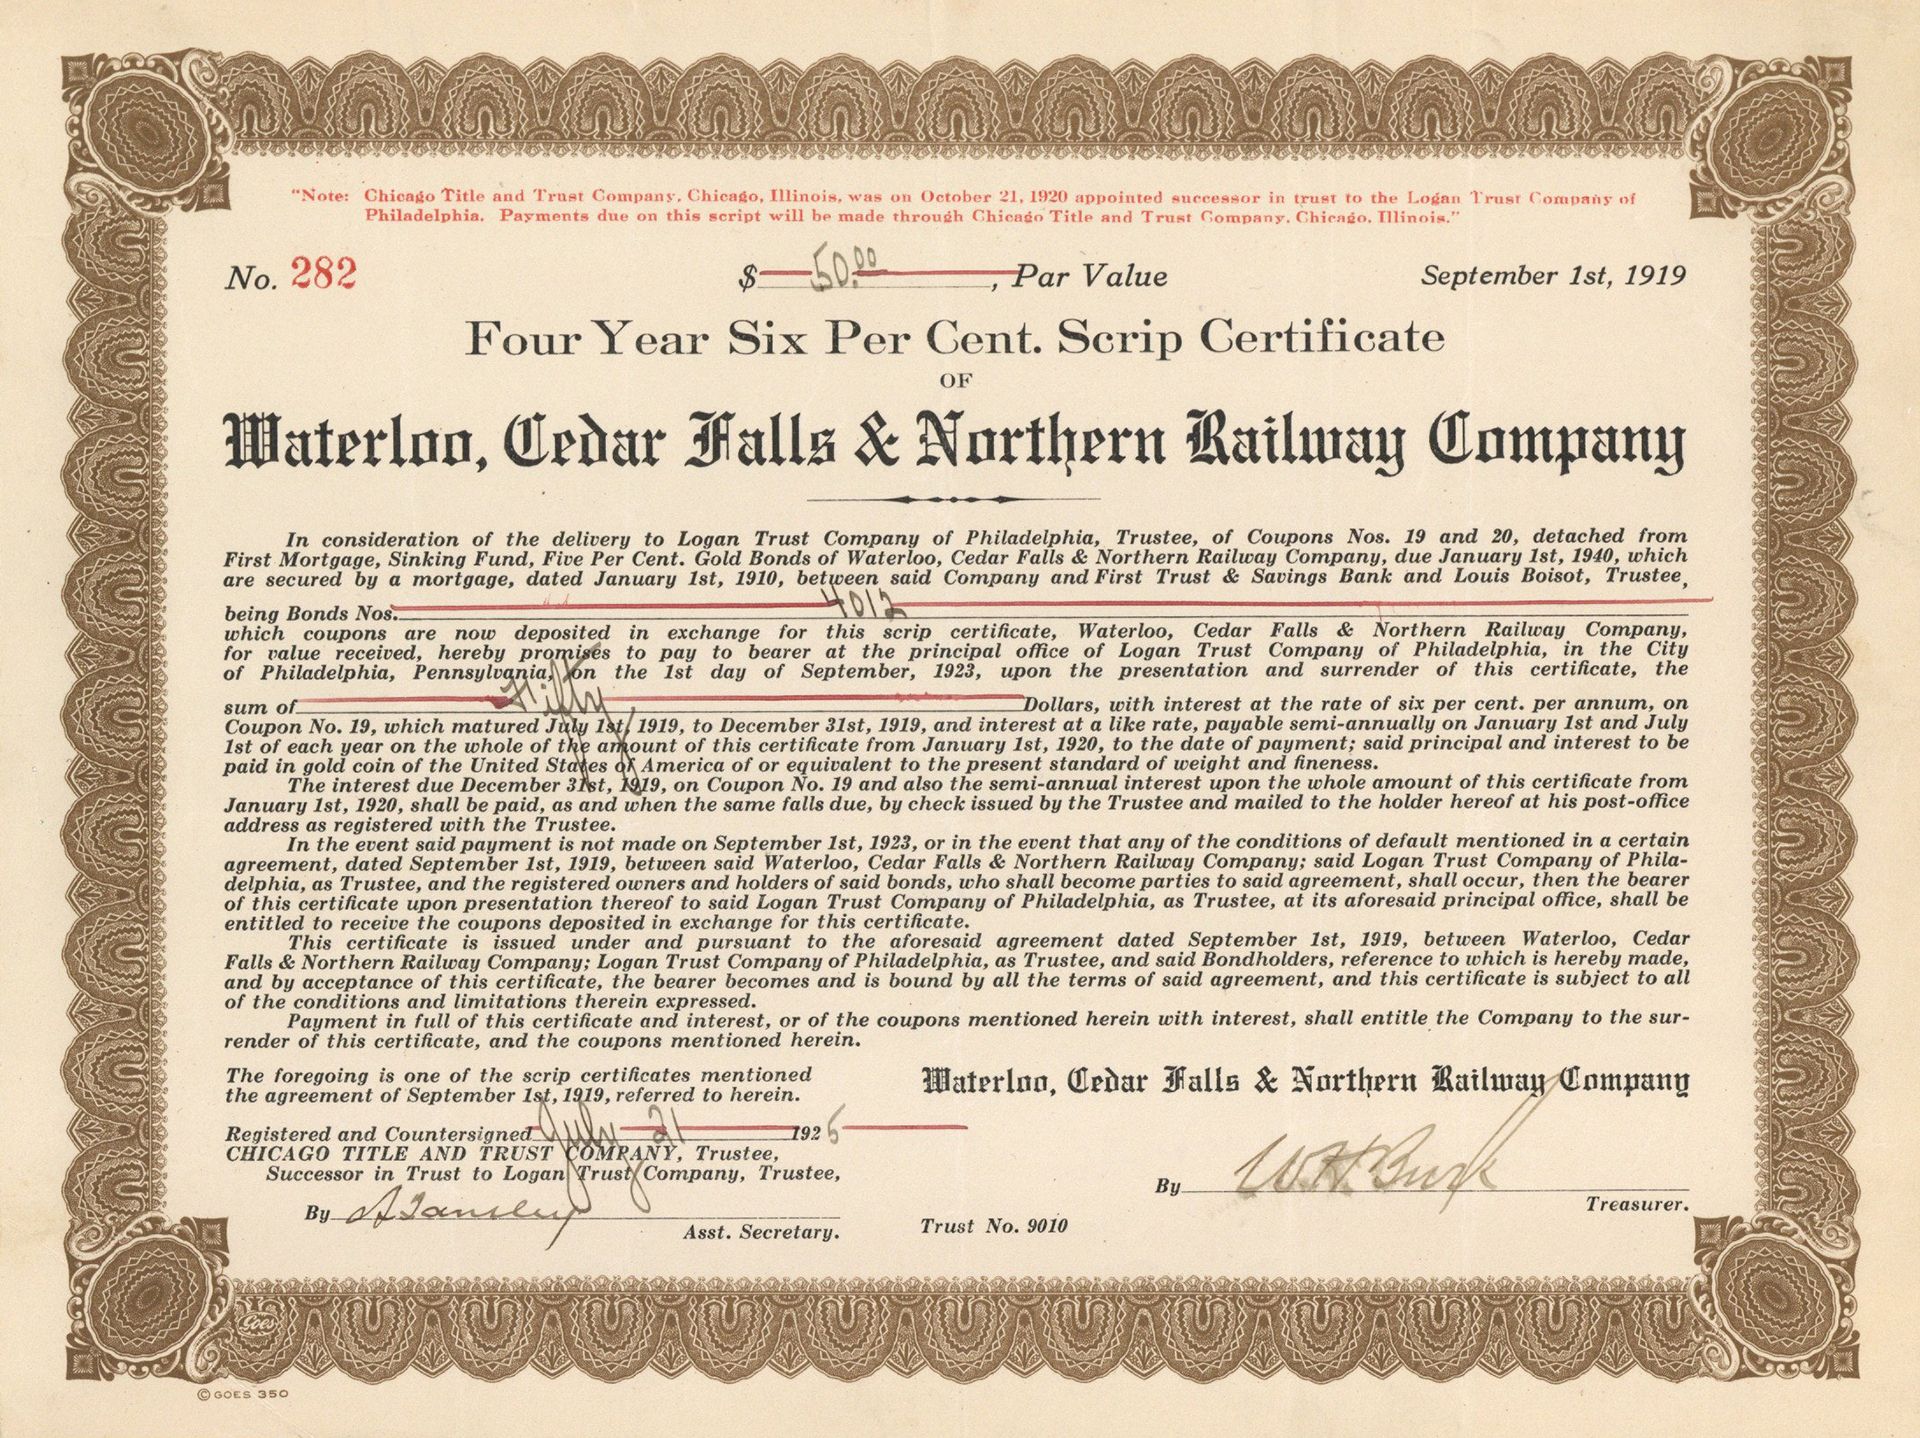 "Note: Chicago Title and Trust Company, Chicago, Illinois, was on October 21, 1920 appointed successor in trust to the Logan Trust Company of
Philadelphia. Payments due on this script will be made through Chicago Title and Trust Company, Chicago, Illinois."
No. 282 $ 50.00, Par Value September 1st, 1919
Four Year Six Per Cent. Scrip Certificate
OF
Waterloo, Cedar Falls & Northern Railway Company
In consideration of the delivery to Logan Trust Company of Philadelphia, Trustee, of Coupons Nos. 19 and 20, detached from
First Mortgage, Sinking Fund, Five Per Cent. Gold Bonds of Waterloo, Cedar Falls & Northern Railway Company, due January 1st, 1940, which
are secured by a mortgage, dated January 1st, 1910, between said Company and First Trust & Savings Bank and Louis Boisot, Trustee,
being Bonds Nos. 4012
which coupons are now deposited in exchange for this scrip certificate, Waterloo, Cedar Falls & Northern Railway Company,
for value received, hereby promises to pay to bearer at the principal office of Logan Trust Company of Philadelphia, in the City
of Philadelphia, Pennsylvania, on the 1st day of September, 1923, upon the presentation and surrender of this certificate, the
sum of Fifty Dollars, with interest at the rate of six per cent. per annum, on
Coupon No. 19, which matured July 1st, 1919, to December 31st, 1919, and interest at a like rate, payable semi-annually on January 1st and July
1st of each year on the whole of the amount of this certificate from January 1st, 1920, to the date of payment; said principal and interest to be
paid in gold coin of the United States of America of or equivalent to the present standard of weight and fineness.
The interest due December 31st, 1919, on Coupon No. 19 and also the semi-annual interest upon the whole amount of this certificate from
January 1st, 1920, shall be paid, as and when the same falls due, by check issued by the Trustee and mailed to the holder hereof at his post-office
address as registered with the Trustee.
In the event said payment is not made on September 1st, 1923, or in the event that any of the conditions of default mentioned in a certain
agreement, dated September 1st, 1919, between said Waterloo, Cedar Falls & Northern Railway Company; said Logan Trust Company of Phila-
delphia, as Trustee, and the registered owners and holders of said bonds, who shall become parties to said agreement, shall occur, then the bearer
of this certificate upon presentation thereof to said Logan Trust Company of Philadelphia, as Trustee, at its aforesaid principal office, shall be
entitled to receive the coupons deposited in exchange for this certificate.
This certificate is issued under and pursuant to the aforesaid agreement dated September 1st, 1919, between Waterloo, Cedar
Falls & Northern Railway Company; Logan Trust Company of Philadelphia, as Trustee, and said Bondholders, reference to which is hereby made,
and by acceptance of this certificate, the bearer becomes and is bound by all the terms of said agreement, and this certificate is subject to all
of the conditions and limitations therein expressed.
Payment in full of this certificate and interest, or of the coupons mentioned herein with interest, shall entitle the Company to the sur-
render of this certificate, and the coupons mentioned herein.
The foregoing is one of the scrip certificates mentioned
the agreement of September 1st, 1919, referred to herein.
Waterloo, Cedar Falls & Northern Railway Company
Registered and Countersigned July 21 1926
CHICAGO TITLE AND TRUST COMPANY, Trustee,
Successor in Trust to Logan Trust Company, Trustee,
By W.H. Burk
Treasurer.
By A Tansley
Asst. Secretary.
Trust No. 9010
Goes
© GOES 350